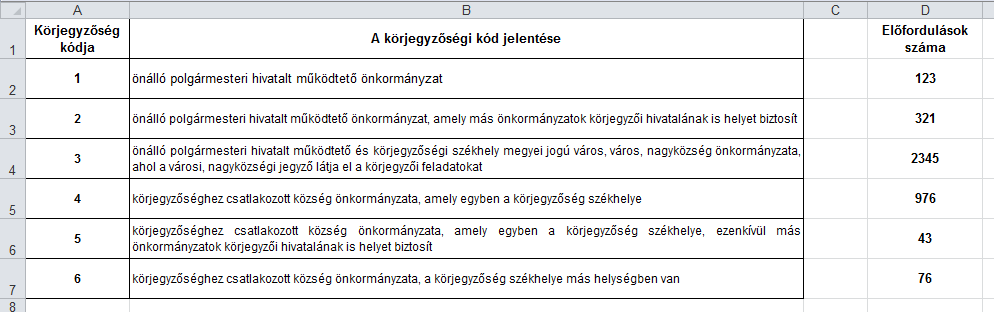 A B C D
1 Körjegyzőség kódja A körjegyzőségi kód jelentése Előfordulások száma
2 1 önálló polgármesteri hivatalt működtető önkormányzat 123
3 2 önálló polgármesteri hivatalt működtető önkormányzat, amely más önkormányzatok körjegyzői hivatalának is helyet biztosít 321
4 3 önálló polgármesteri hivatalt működtető és körjegyzőségi székhely megyei jogú város, város, nagyközség önkormányzata,
ahol a városi, nagyközségi jegyző látja el a körjegyzői feladatokat 2345
5 4 körjegyzőséghez csatlakozott község önkormányzata, amely egyben a körjegyzőség székhelye 976
6 5 körjegyzőséghez csatlakozott község önkormányzata, amely egyben a körjegyzőség székhelye, ezenkívül más
önkormányzatok körjegyzői hivatalának is helyet biztosít 43
7 6 körjegyzőséghez csatlakozott község önkormányzata, a körjegyzőség székhelye más helységben van 76
8